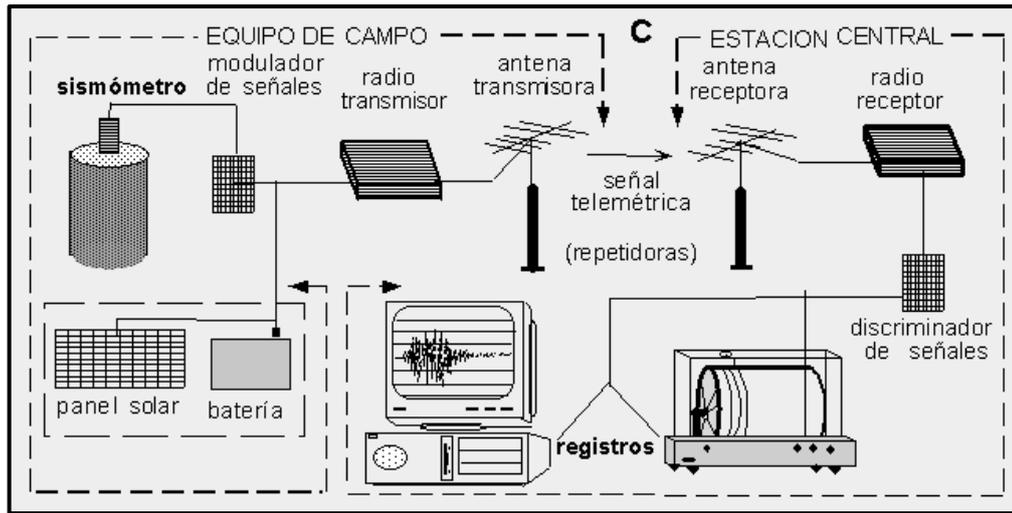 EQUIPO DE CAMPO
C
ESTACION CENTRAL
sismómetro
modulador
de señales
radio
transmisor
antena
transmisora
antena
receptora
radio
receptor
señal
telemétrica
(repetidoras)
discriminador
de señales
panel solar
batería
registros